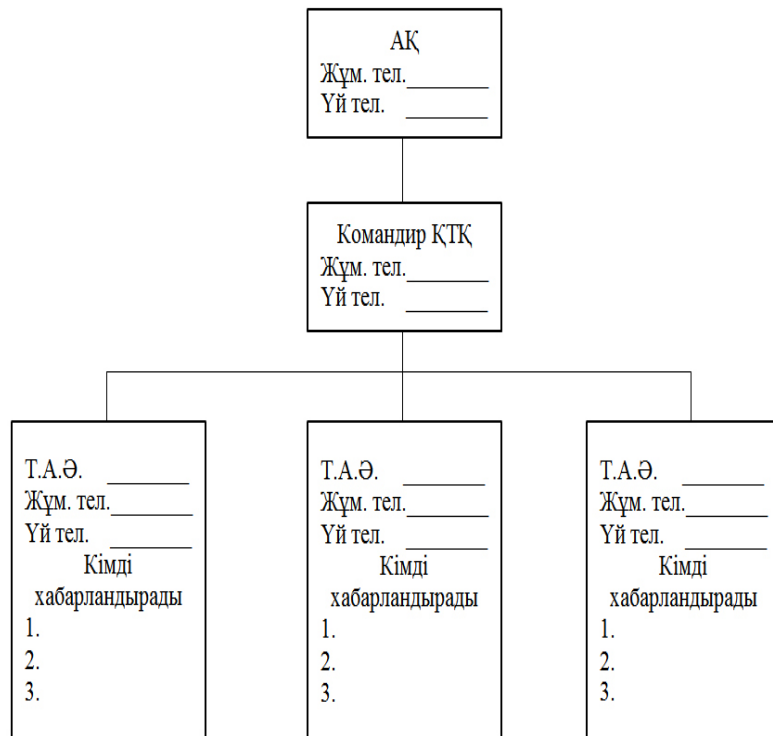 АҚ
Жұм. тел.________
Үй тел. ________
Командир ҚТҚ
Жұм. тел.________
Үй тел. ________
Т.А.Ә. ________
Жұм. тел.________
Үй тел. ________
Кімді
хабарландырады
1.
2.
3.
Т.А.Ә. ________
Жұм. тел.________
Үй тел. ________
Кімді
хабарландырады
1.
2.
3.
Т.А.Ә. ________
Жұм. тел.________
Үй тел. ________
Кімді
хабарландырады
1.
2.
3.